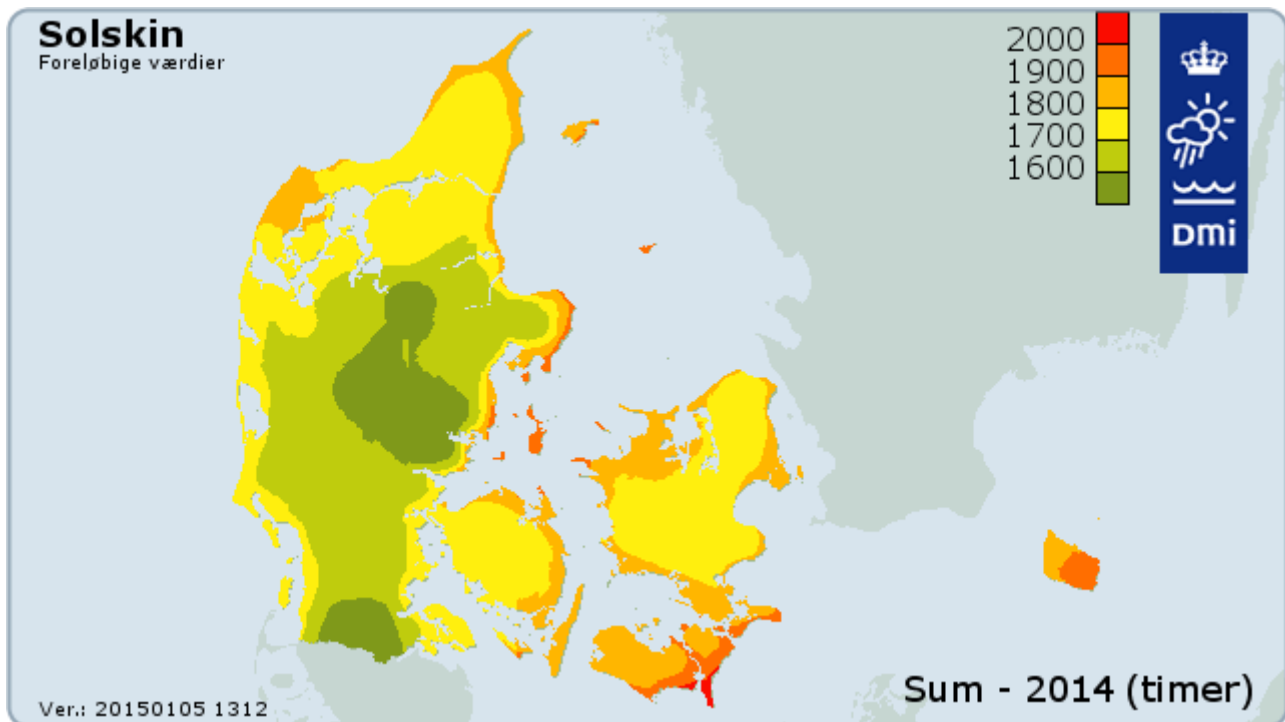 Solskin
Foreløbige værdier
2000
1900
1800
1700
1600
DMI
Sum - 2014 (timer)
Ver.: 20150105 1312